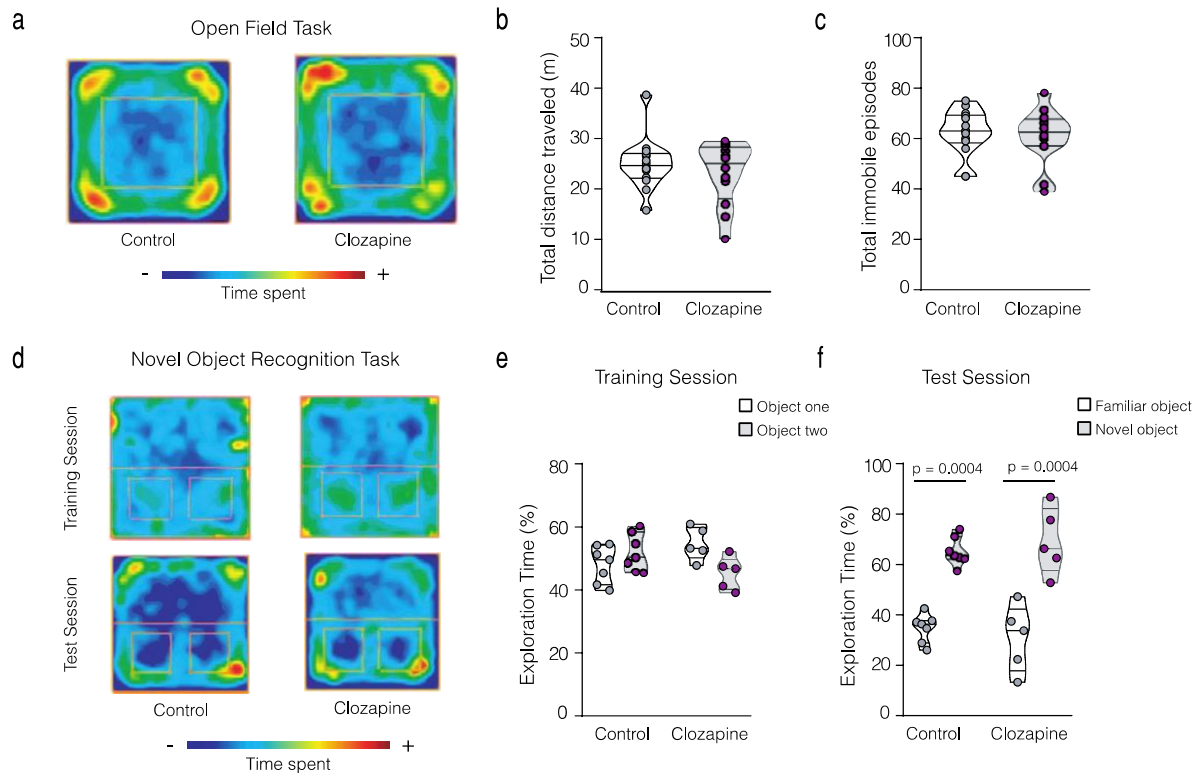 a
Open Field Task
Control
Clozapine
- +
Time spent
b
Total distance traveled (m)
50
40
30
20
10
0
Control Clozapine
c
Total immobile episodes
100
80
60
40
20
0
Control Clozapine
d
Novel Object Recognition Task
Training Session
Test Session
Control
Clozapine
- +
Time spent
e
Training Session
Object one
Object two
Exploration Time (%)
80
60
40
20
0
Control Clozapine
f
Test Session
Familiar object
Novel object
p = 0.0004 p = 0.0004
Exploration Time (%)
100
80
60
40
20
0
Control Clozapine